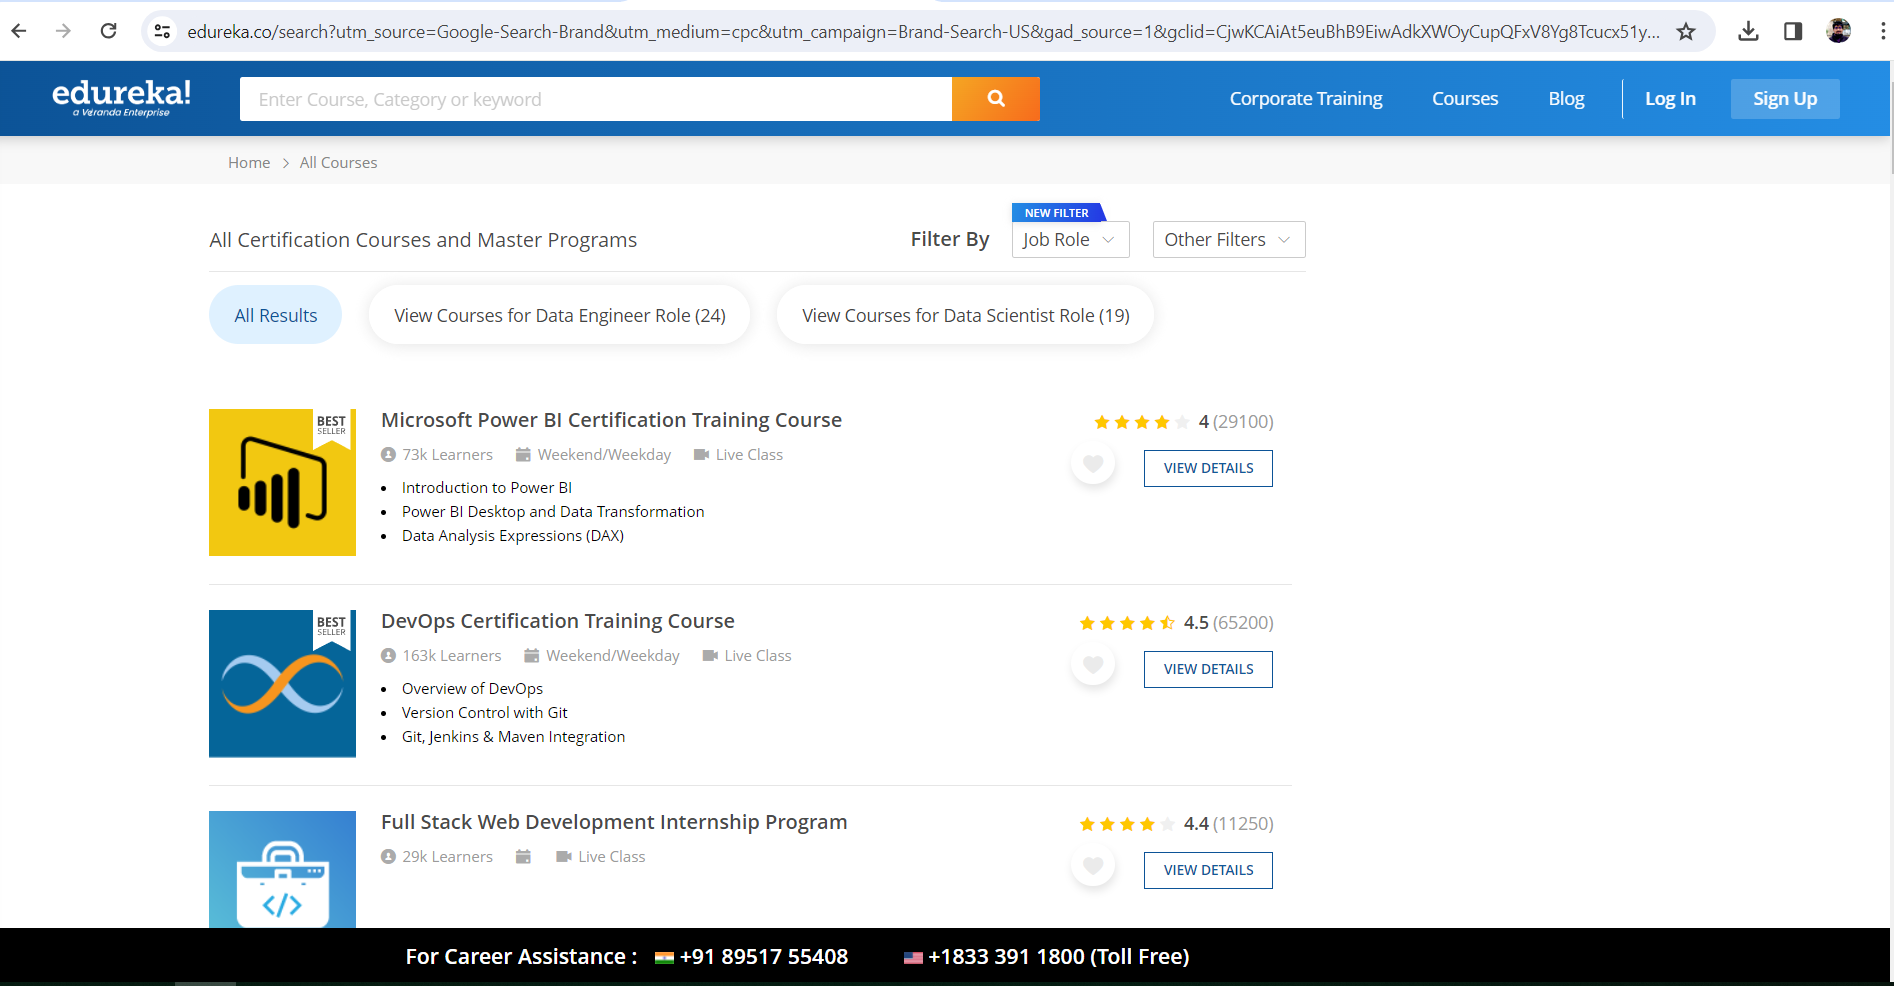 edureka.co/search?utm_source=Google-Search-Brand&utm_medium=cpc&utm_campaign=Brand-Search-US&gad_source=1&gclid=CjwKCAiAt5euBhB9EiwAdkXWOyCupQFxV8Yg8Tcucx51y...
edureka!
a Veranda Enterprise
Enter Course, Category or keyword
Corporate Training
Courses
Blog
Log In
Sign Up
Home > All Courses
NEW FILTER
All Certification Courses and Master Programs
Filter By
Job Role
Other Filters
All Results
View Courses for Data Engineer Role (24)
View Courses for Data Scientist Role (19)
BEST
SELLER
Microsoft Power BI Certification Training Course
4 (29100)
73k Learners
Weekend/Weekday
Live Class
VIEW DETAILS
• Introduction to Power BI
• Power BI Desktop and Data Transformation
• Data Analysis Expressions (DAX)
BEST
SELLER
DevOps Certification Training Course
4.5 (65200)
163k Learners
Weekend/Weekday
Live Class
VIEW DETAILS
• Overview of DevOps
• Version Control with Git
• Git, Jenkins & Maven Integration
Full Stack Web Development Internship Program
4.4 (11250)
29k Learners
Live Class
VIEW DETAILS
</>
For Career Assistance : +91 89517 55408 +1833 391 1800 (Toll Free)